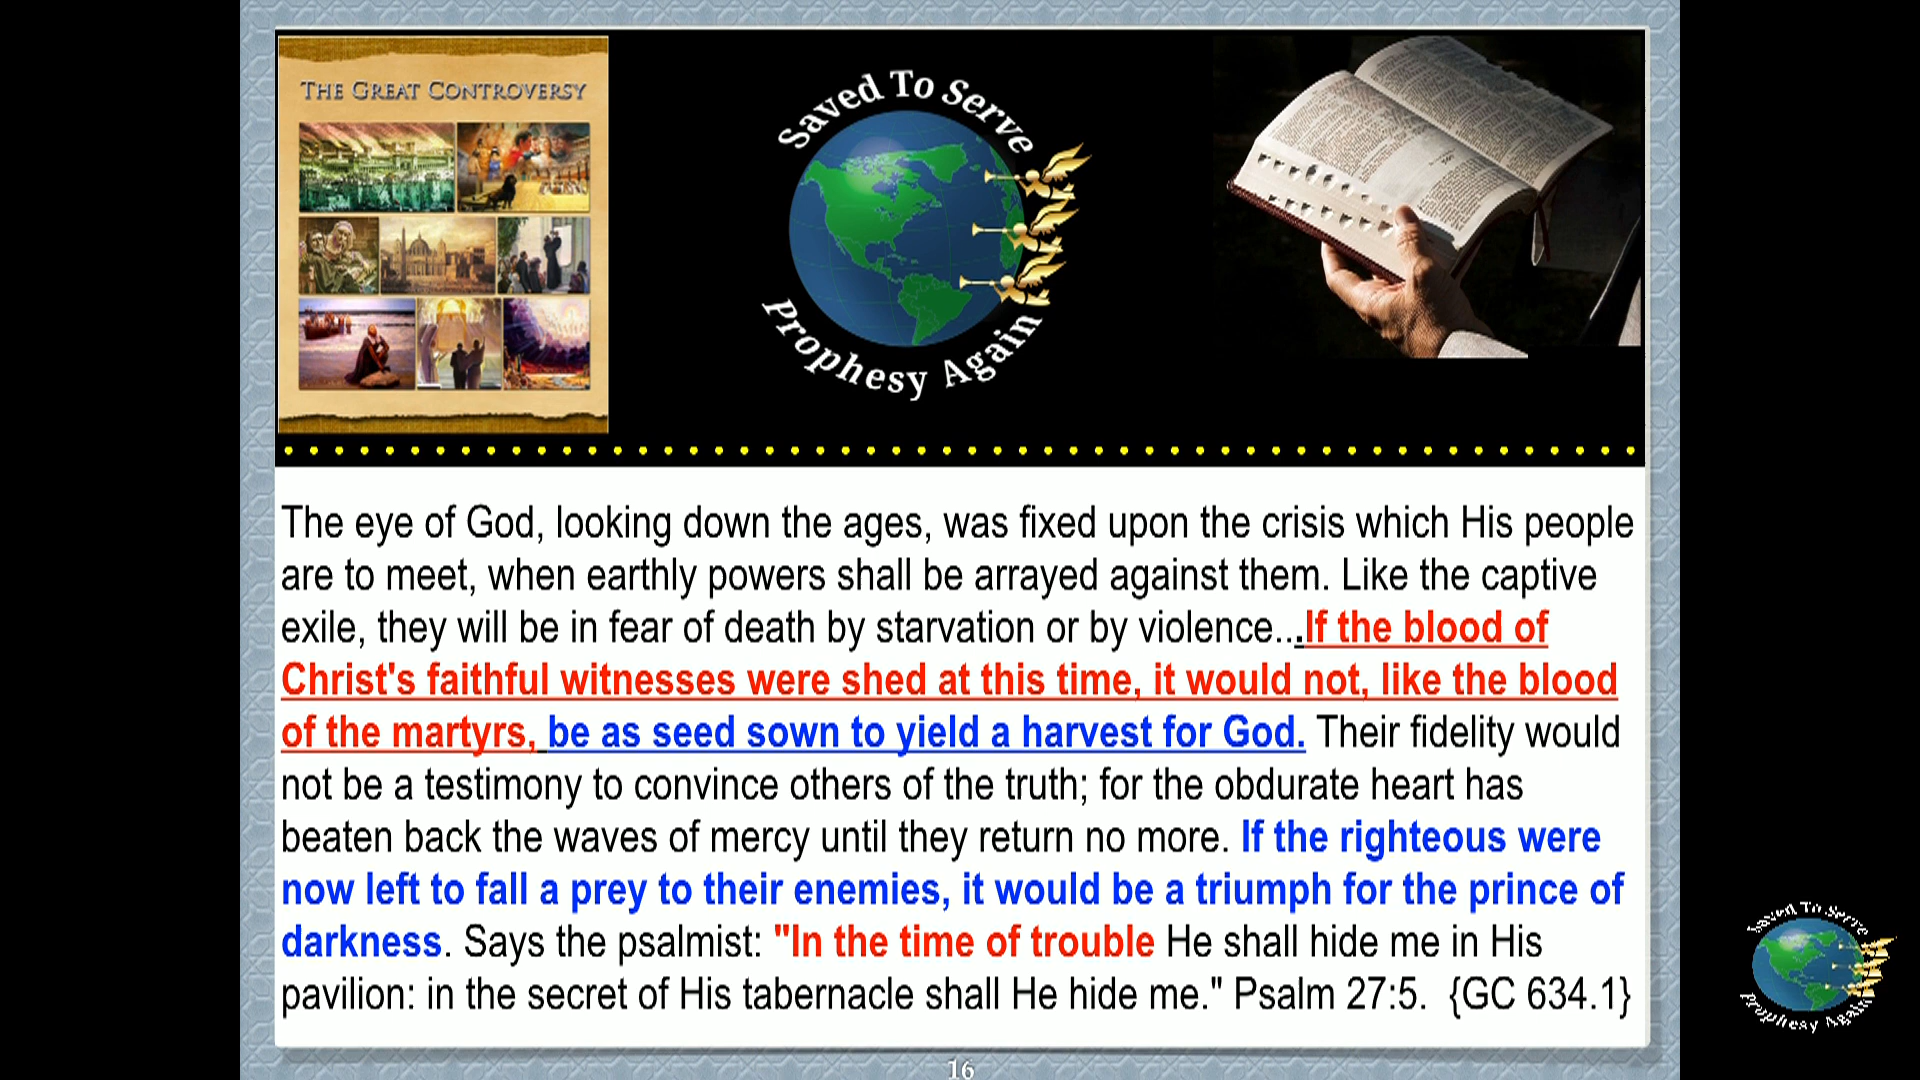 THE GREAT CONTROVERSY
Saved To Serve
Prophesy Again
The eye of God, looking down the ages, was fixed upon the crisis which His people
are to meet, when earthly powers shall be arrayed against them. Like the captive
exile, they will be in fear of death by starvation or by violence...If the blood of
Christ's faithful witnesses were shed at this time, it would not, like the blood
of the martyrs, be as seed sown to yield a harvest for God. Their fidelity would
not be a testimony to convince others of the truth; for the obdurate heart has
beaten back the waves of mercy until they return no more. If the righteous were
now left to fall a prey to their enemies, it would be a triumph for the prince of
darkness. Says the psalmist: "In the time of trouble He shall hide me in His
pavilion: in the secret of His tabernacle shall He hide me." Psalm 27:5. {GC 634.1}
16
Saved To Serve
Prophesy Again